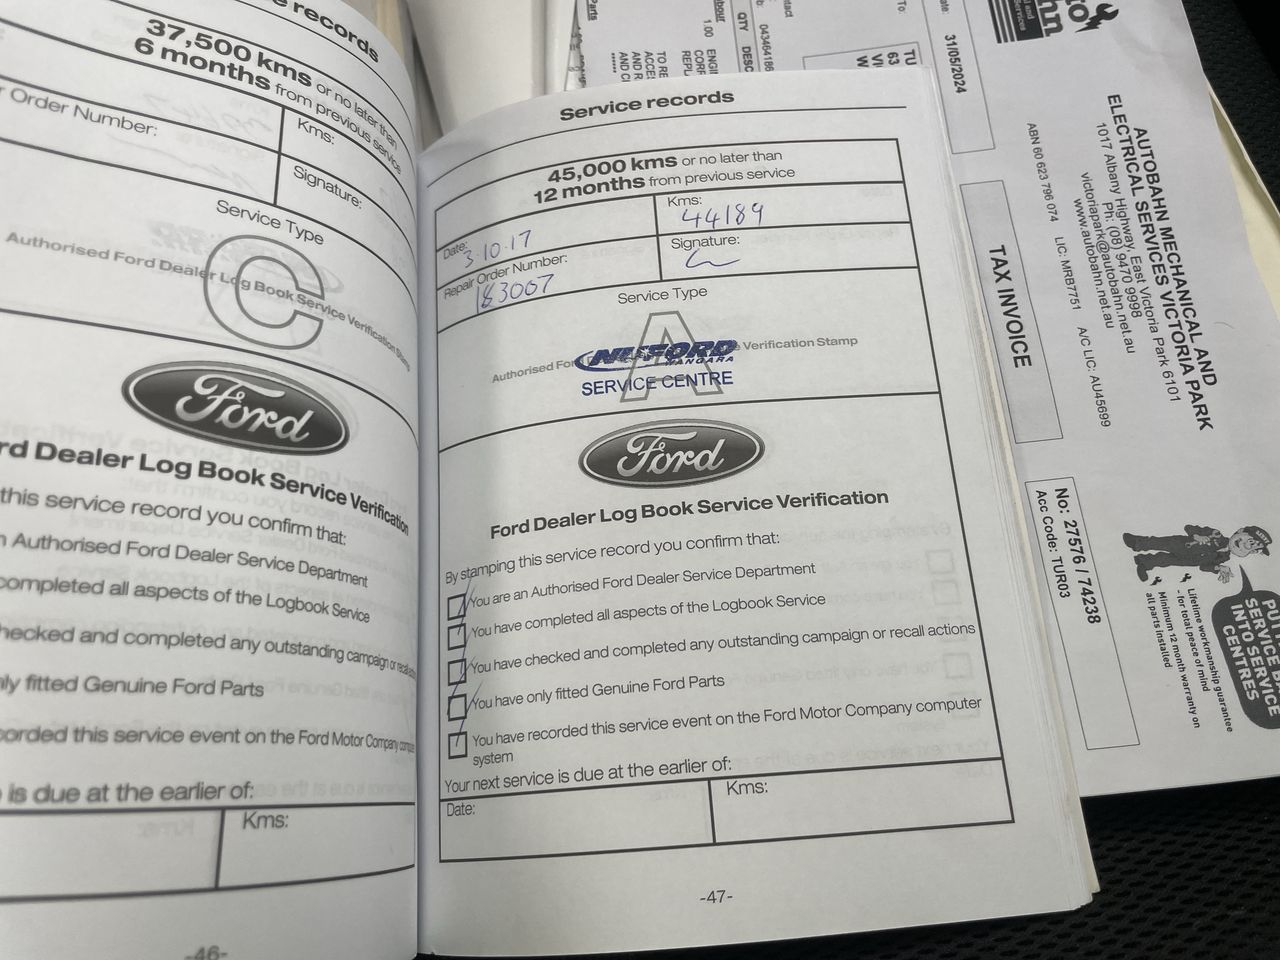 e records
37,500 kms or no later than
6 months from previous service
r Order Number:
Kms:
Signature:
Service Type
C
Authorised Ford Dealer Log Book Service Verification Stamp
Ford
rd Dealer Log Book Service Verification
this service record you confirm that:
n Authorised Ford Dealer Service Department
completed all aspects of the Logbook Service
hecked and completed any outstanding campaign or recall
ly fitted Genuine Ford Parts
corded this service event on the Ford Motor Company
e is due at the earlier of:
Kms:
-46-
Service records
45,000 kms or no later than
12 months from previous service
Date: 3.10.17
Kms: 44189
Repair Order Number: 183007
Signature:
Service Type
A
Authorised Fo
e Verification Stamp
SERVICE CENTRE
Ford
Ford Dealer Log Book Service Verification
By stamping this service record you confirm that:
You are an Authorised Ford Dealer Service Department
You have completed all aspects of the Logbook Service
You have checked and completed any outstanding campaign or recall actions
You have only fitted Genuine Ford Parts
You have recorded this service event on the Ford Motor Company computer
system
Your next service is due at the earlier of:
Date:
Kms:
-47-
AUTOBAHN MECHANICAL AND
ELECTRICAL SERVICES VICTORIA PARK
1017 Albany Highway, East Victoria Park 6101
Ph: (08) 9470 9998
victoriapark@autobahn.net.au
www.autobahn.net.au
ABN 60 623 796 074 LIC: MRB7751 A/C LIC: AU45699
TAX INVOICE
No: 27576 / 74238
Acc Code: TUR03
31/05/2024
To:
TU
63
QTY DESC
1.00
Parts
Lifetime workmanship guarantee
- for total peace of mind
Minimum 12 month warranty on
all parts installed
SERVICE BA
INTO SERVICE
CENTRES